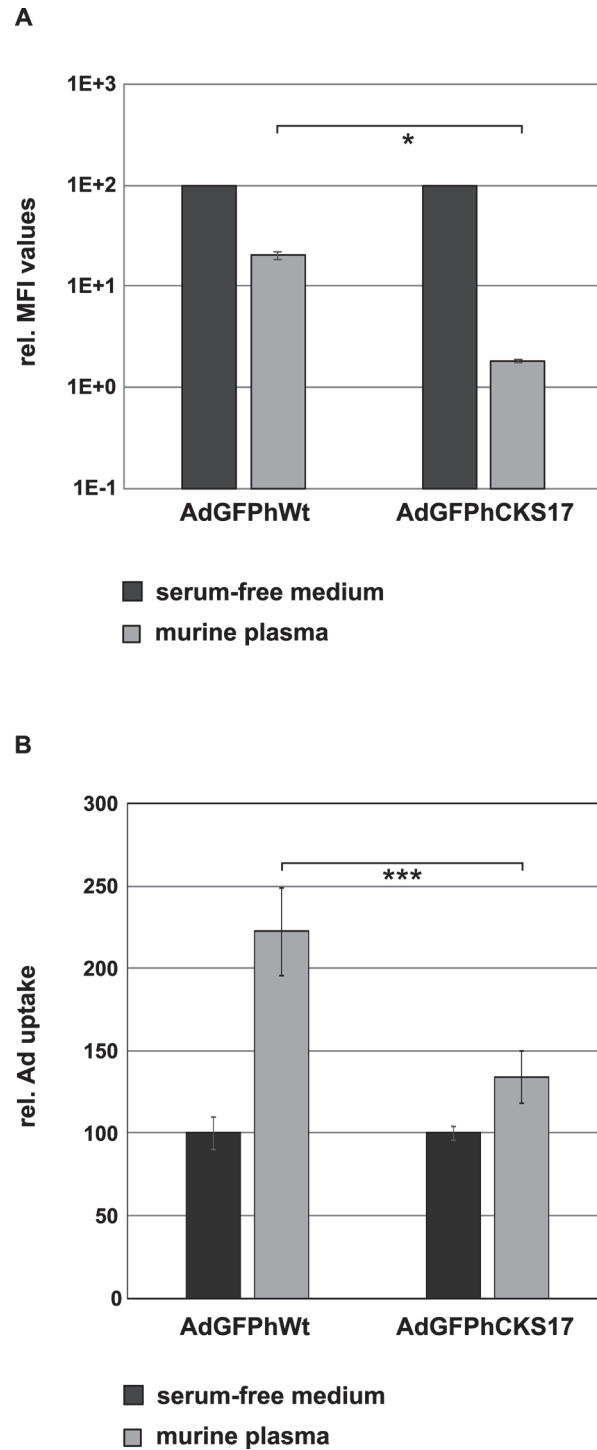 A
1E+3
*
1E+2
1E+1
1E+0
1E-1
rel. MFI values
AdGFPhWt AdGFPhCKS17
serum-free medium
murine plasma
B
300
***
250
200
150
100
50
0
rel. Ad uptake
AdGFPhWt AdGFPhCKS17
serum-free medium
murine plasma